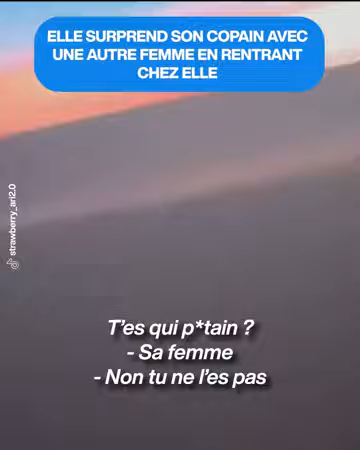 ELLE SURPREND SON COPAIN AVEC
UNE AUTRE FEMME EN RENTRANT
CHEZ ELLE
strawberry_ari2.0
T'es qui p*tain ?
- Sa femme
- Non tu ne l'es pas